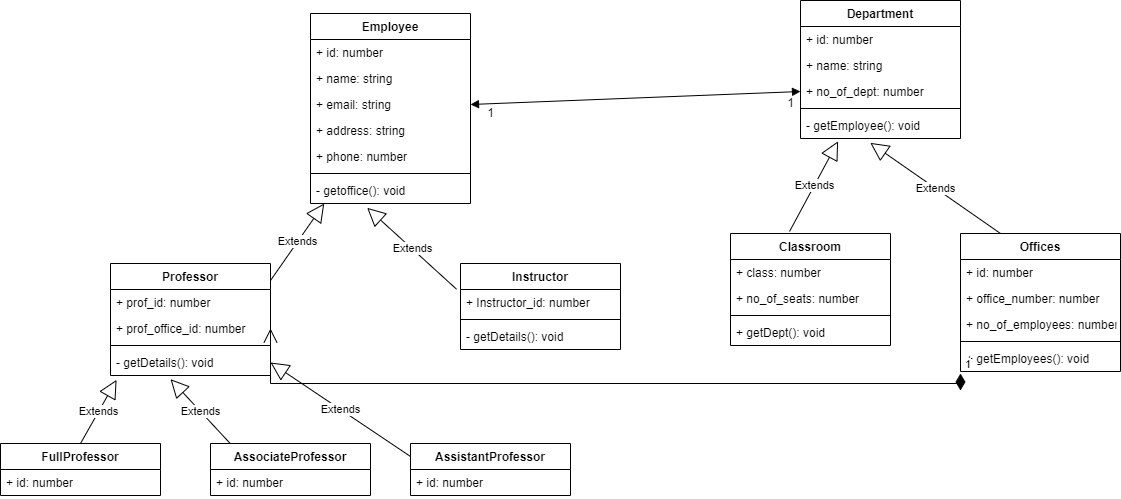 Employee
+ id: number
+ name: string
+ email: string
+ address: string
+ phone: number
- getoffice(): void
1
1
Department
+ id: number
+ name: string
+ no_of_dept: number
- getEmployee(): void
Extends
Extends
Extends
Extends
Professor
+ prof_id: number
+ prof_office_id: number
- getDetails(): void
Instructor
+ Instructor_id: number
- getDetails(): void
Classroom
+ class: number
+ no_of_seats: number
+ getDept(): void
Offices
+ id: number
+ office_number: number
+ no_of_employees: number
- getEmployees(): void
1
Extends
Extends
Extends
FullProfessor
+ id: number
AssociateProfessor
+ id: number
AssistantProfessor
+ id: number